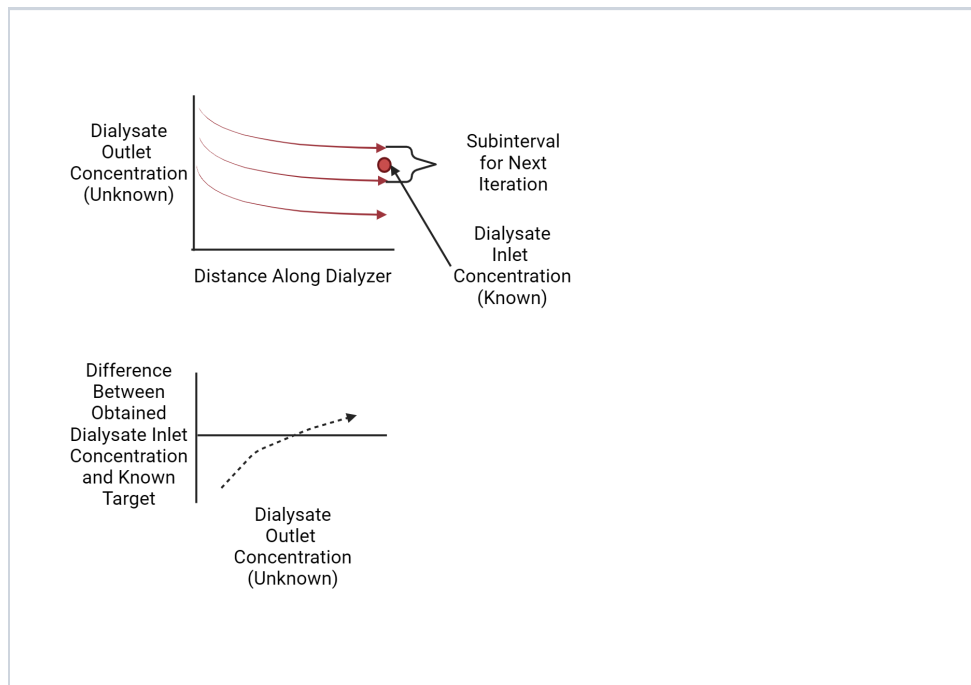 Dialysate
Outlet
Concentration
(Unknown)
Subinterval
for Next
Iteration
Dialysate
Inlet
Concentration
(Known)
Distance Along Dialyzer
Difference
Between
Obtained
Dialysate Inlet
Concentration
and Known
Target
Dialysate
Outlet
Concentration
(Unknown)